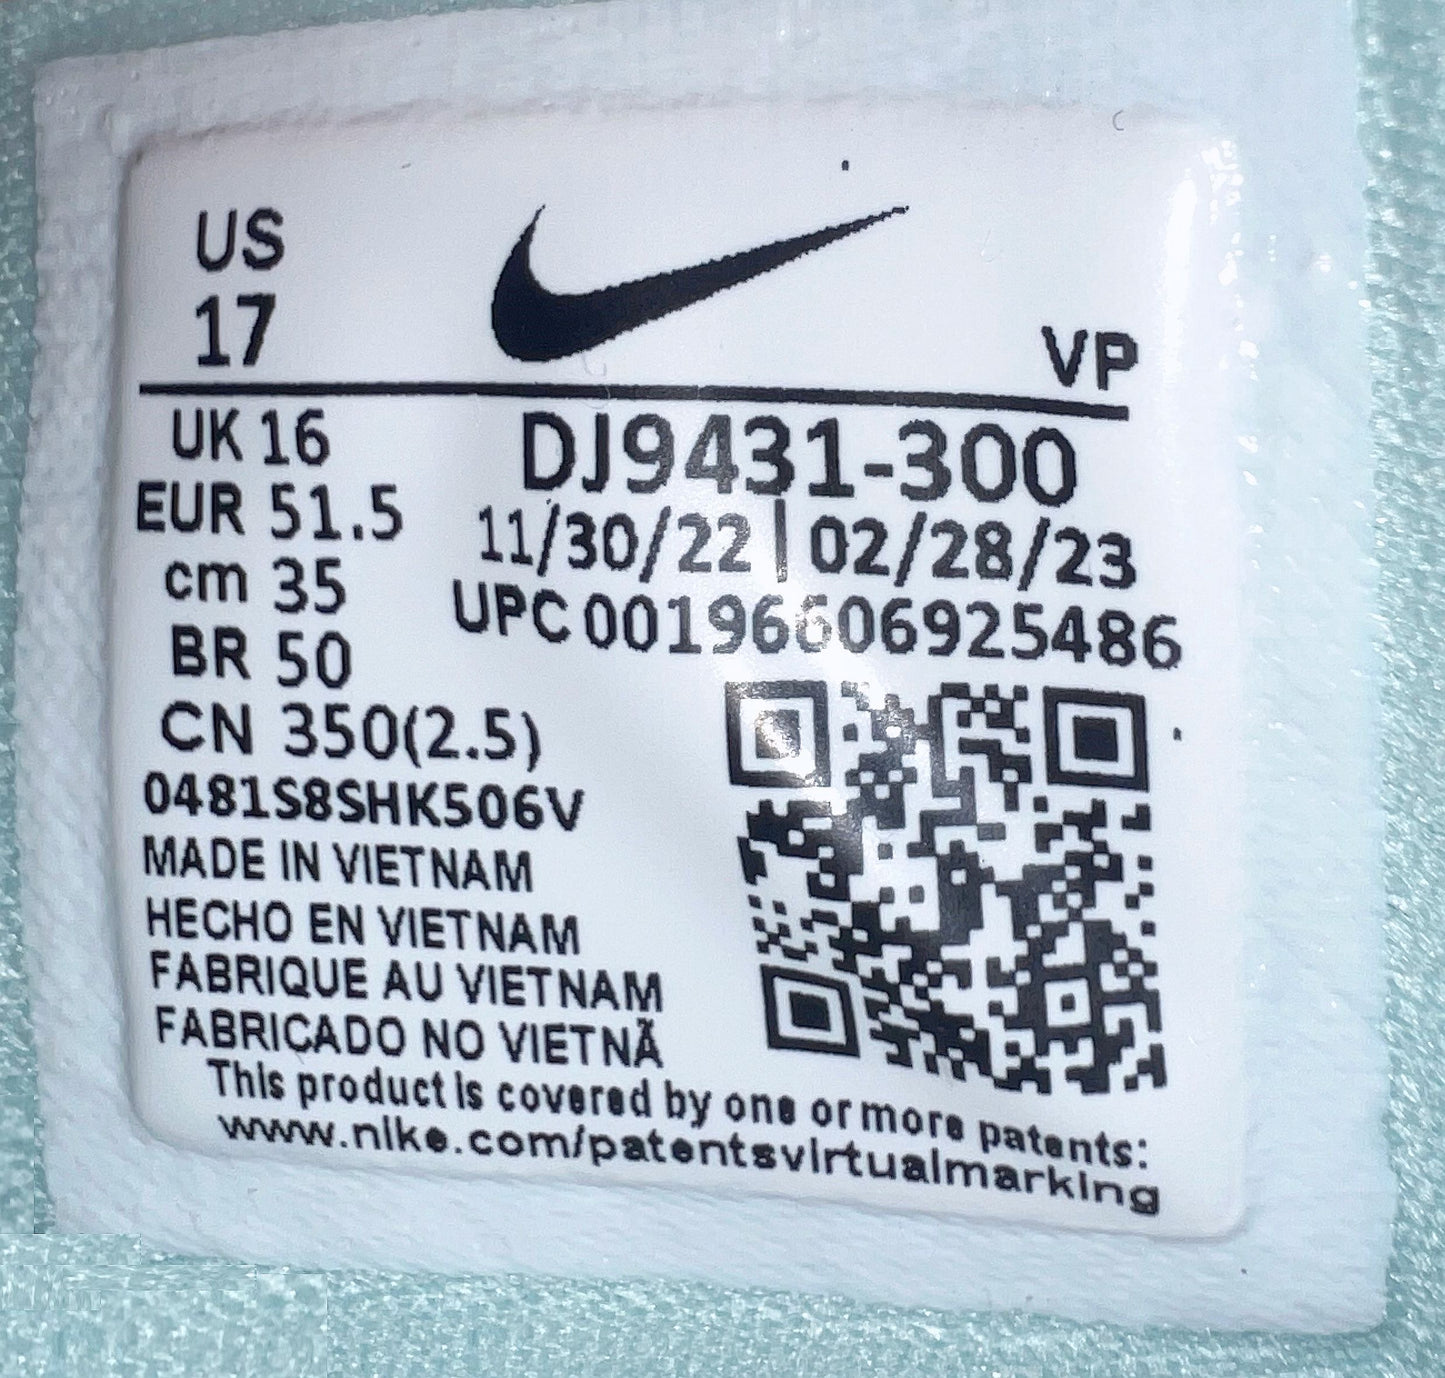 US
17
VP
UK 16
EUR 51.5
cm 35
BR 50
CN 350(2.5)
DJ9431-300
11/30/22 | 02/28/23
UPC 00196606925486
0481S8SHK506V
MADE IN VIETNAM
HECHO EN VIETNAM
FABRIQUE AU VIETNAM
FABRICADO NO VIETNÃ
This product is covered by one or more patents:
www.nike.com/patentsvirtualmarking